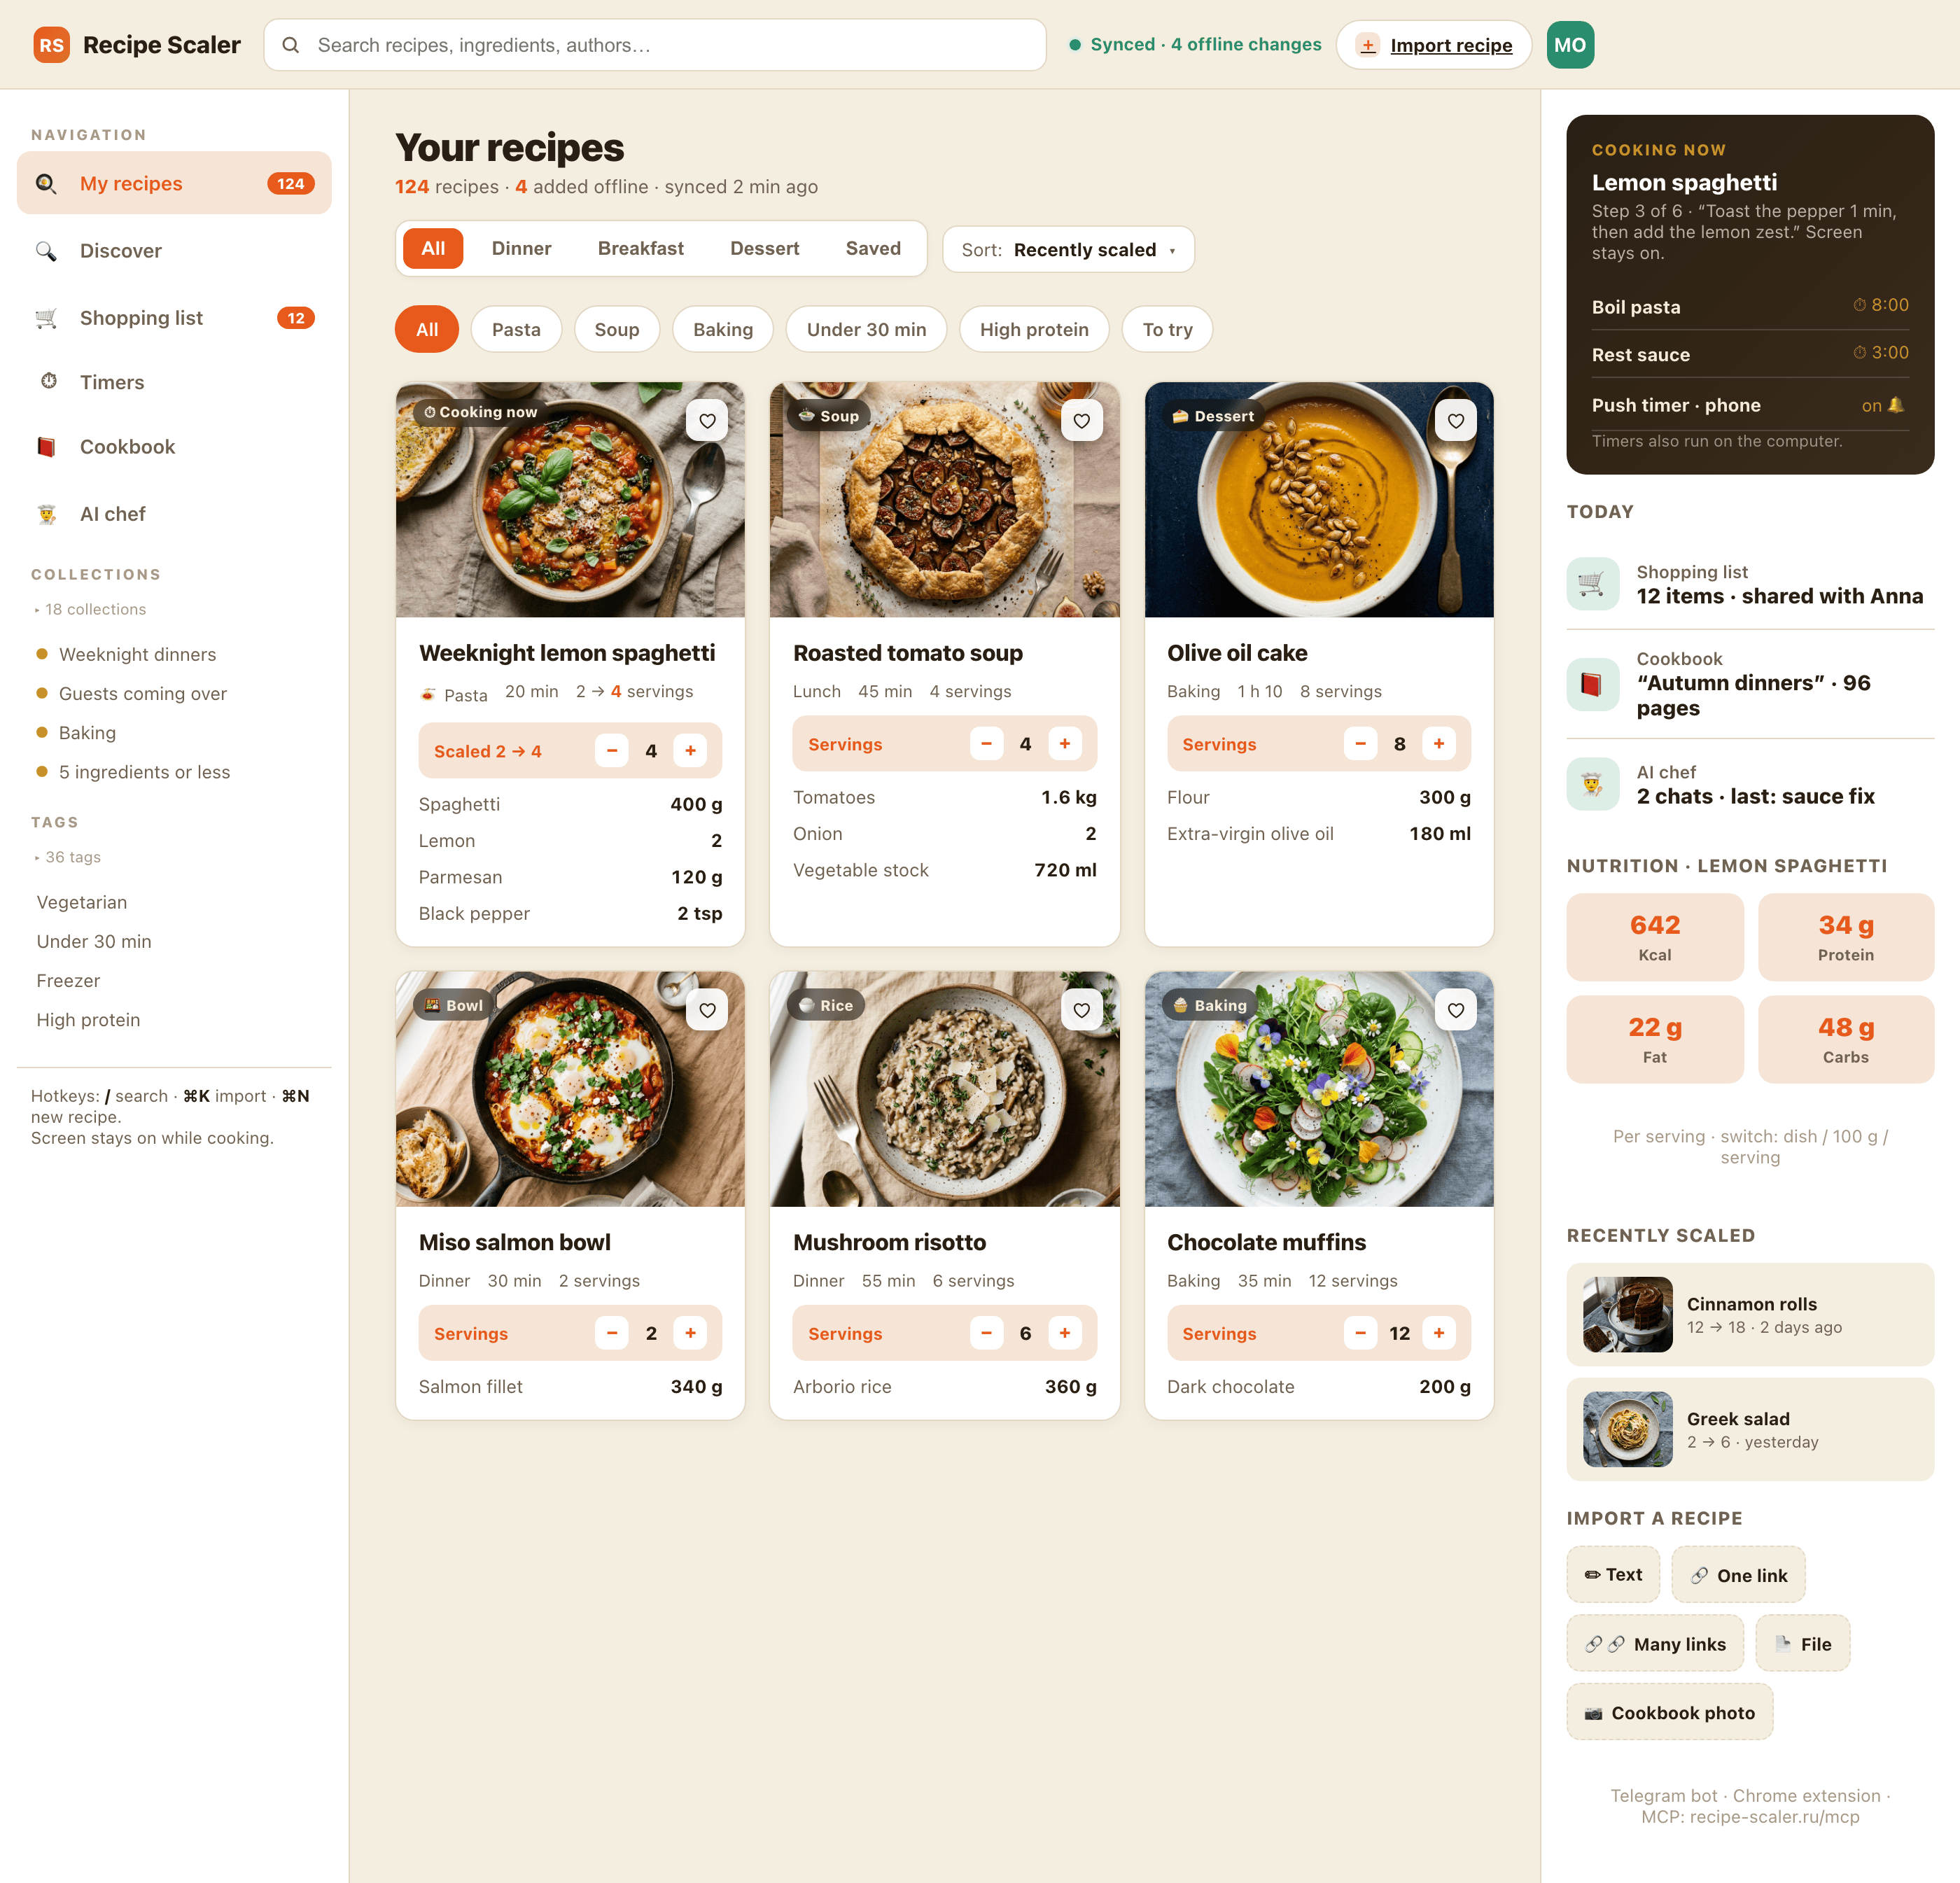 RS Recipe Scaler
Search recipes, ingredients, authors...
Synced · 4 offline changes
+ Import recipe
MO
NAVIGATION
My recipes 124
Discover
Shopping list 12
Timers
Cookbook
AI chef
COLLECTIONS
▸ 18 collections
Weeknight dinners
Guests coming over
Baking
5 ingredients or less
TAGS
▸ 36 tags
Vegetarian
Under 30 min
Freezer
High protein
Hotkeys: / search · ⌘K import · ⌘N
new recipe.
Screen stays on while cooking.
Your recipes
124 recipes · 4 added offline · synced 2 min ago
All Dinner Breakfast Dessert Saved
Sort: Recently scaled ▾
All Pasta Soup Baking Under 30 min High protein To try
⏱ Cooking now
Weeknight lemon spaghetti
🍝 Pasta 20 min 2 → 4 servings
Scaled 2 → 4 − 4 +
Spaghetti 400 g
Lemon 2
Parmesan 120 g
Black pepper 2 tsp
🍲 Soup
Roasted tomato soup
Lunch 45 min 4 servings
Servings − 4 +
Tomatoes 1.6 kg
Onion 2
Vegetable stock 720 ml
🍰 Dessert
Olive oil cake
Baking 1 h 10 8 servings
Servings − 8 +
Flour 300 g
Extra-virgin olive oil 180 ml
🍱 Bowl
Miso salmon bowl
Dinner 30 min 2 servings
Servings − 2 +
Salmon fillet 340 g
🍚 Rice
Mushroom risotto
Dinner 55 min 6 servings
Servings − 6 +
Arborio rice 360 g
🧁 Baking
Chocolate muffins
Baking 35 min 12 servings
Servings − 12 +
Dark chocolate 200 g
COOKING NOW
Lemon spaghetti
Step 3 of 6 · “Toast the pepper 1 min,
then add the lemon zest.” Screen
stays on.
Boil pasta ⏱ 8:00
Rest sauce ⏱ 3:00
Push timer · phone on 🔔
Timers also run on the computer.
TODAY
Shopping list
12 items · shared with Anna
Cookbook
“Autumn dinners” · 96
pages
AI chef
2 chats · last: sauce fix
NUTRITION · LEMON SPAGHETTI
642 34 g
Kcal Protein
22 g 48 g
Fat Carbs
Per serving · switch: dish / 100 g /
serving
RECENTLY SCALED
Cinnamon rolls
12 → 18 · 2 days ago
Greek salad
2 → 6 · yesterday
IMPORT A RECIPE
✏ Text 🔗 One link
🔗🔗 Many links 📄 File
📷 Cookbook photo
Telegram bot · Chrome extension ·
MCP: recipe-scaler.ru/mcp